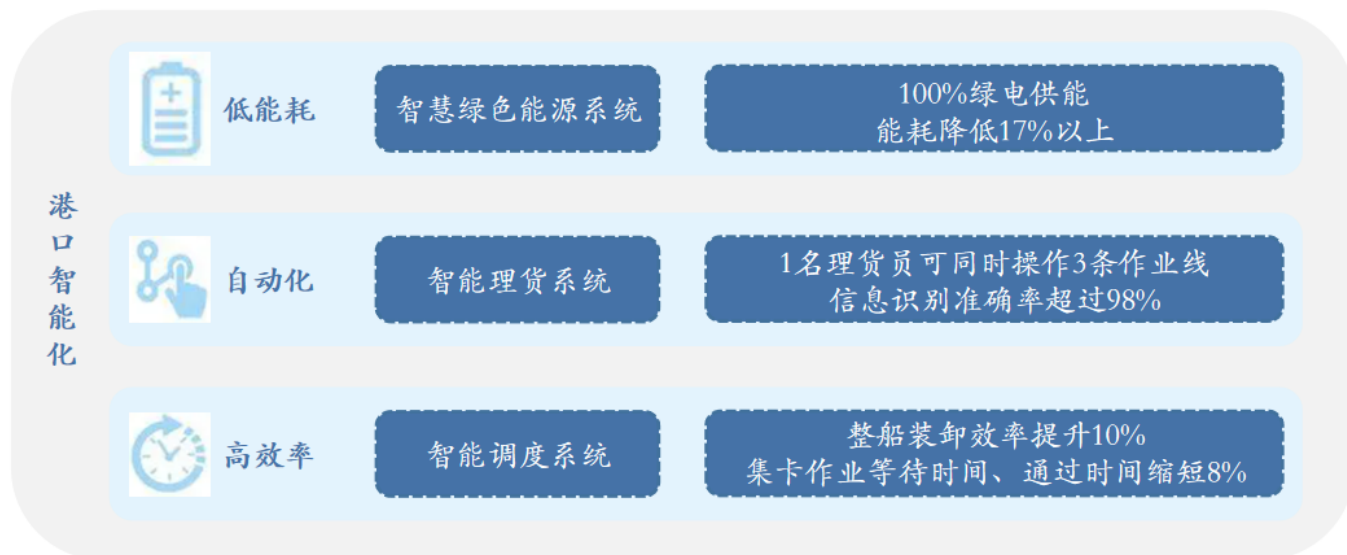 港口智能化
低能耗
智慧绿色能源系统
100%绿电供能
能耗降低17%以上
自动化
智能理货系统
1名理货员可同时操作3条作业线
信息识别准确率超过98%
高效率
智能调度系统
整船装卸效率提升10%
集卡作业等待时间、通过时间缩短8%